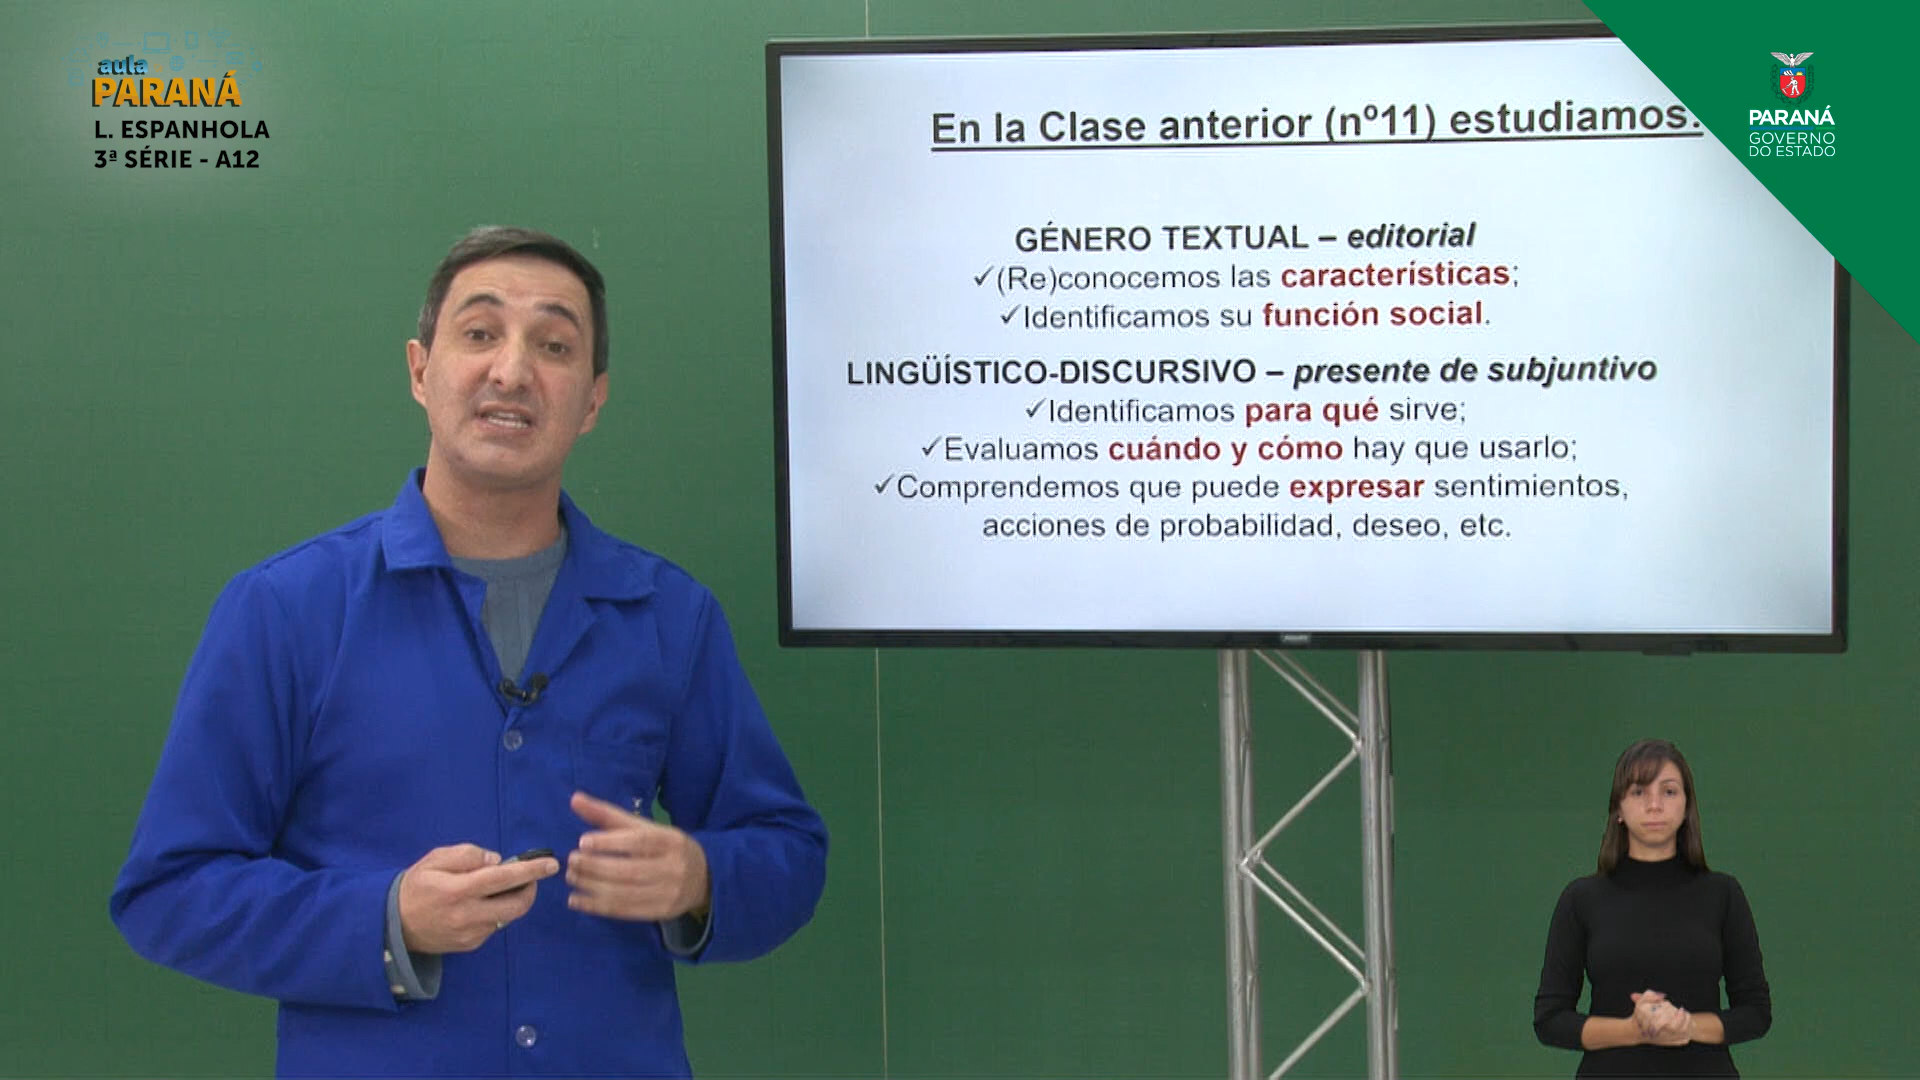 aula
PARANÁ
L. ESPANHOLA
3ª SÉRIE - A12
En la Clase anterior (nº11) estudiamos:
GÉNERO TEXTUAL – editorial
✓(Re)conocemos las características;
✓Identificamos su función social.
LINGÜÍSTICO-DISCURSIVO – presente de subjuntivo
✓Identificamos para qué sirve;
✓Evaluamos cuándo y cómo hay que usarlo;
✓Comprendemos que puede expresar sentimientos,
acciones de probabilidad, deseo, etc.
PARANÁ
GOVERNO
DO ESTADO
PHILIPS